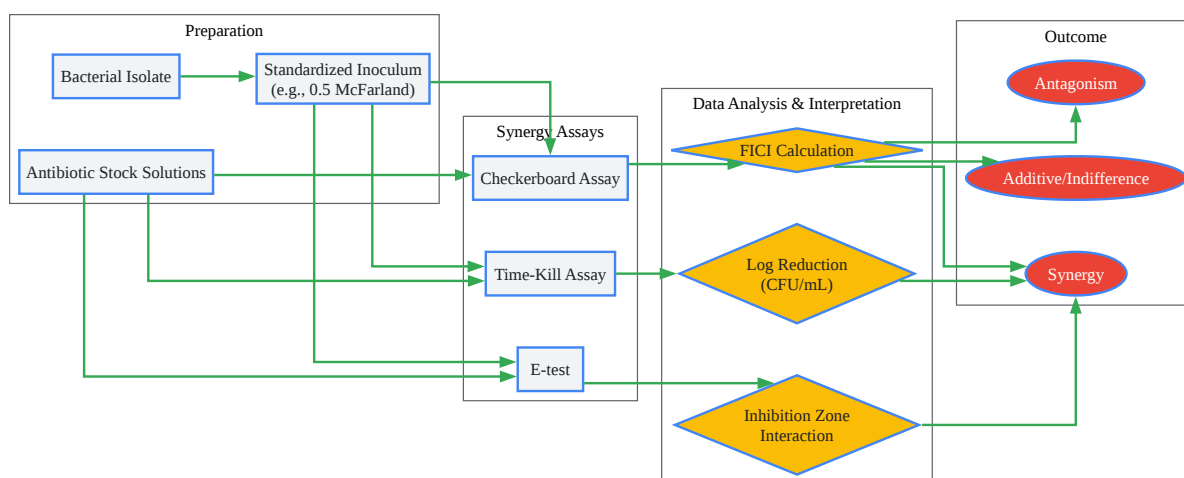 Preparation
Bacterial Isolate
Standardized Inoculum
(e.g., 0.5 McFarland)
Antibiotic Stock Solutions
Synergy Assays
Checkerboard Assay
Time-Kill Assay
E-test
Data Analysis & Interpretation
FICI Calculation
Log Reduction
(CFU/mL)
Inhibition Zone
Interaction
Outcome
Antagonism
Additive/Indifference
Synergy